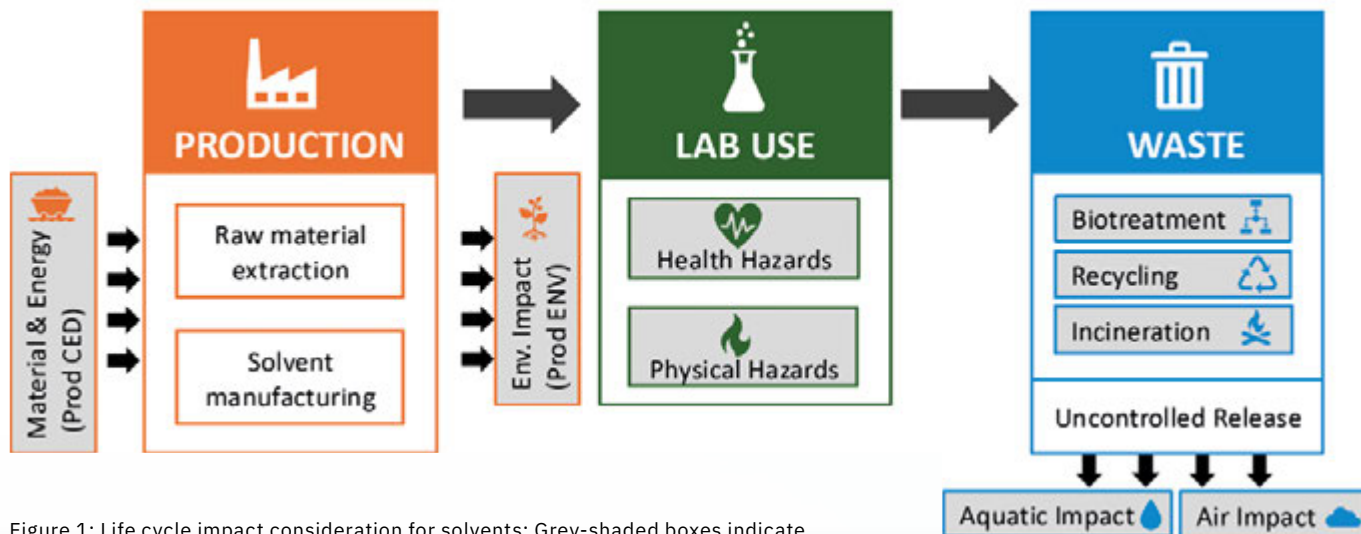 PRODUCTION
LAB USE
WASTE
Material & Energy
(Prod CED)
Raw material
extraction
Solvent
manufacturing
Env. Impact
(Prod ENV)
Health Hazards
Physical Hazards
Biotreatment
Recycling
Incineration
Uncontrolled Release
Aquatic Impact
Air Impact
Figure 1: Life cycle impact consideration for solvents: Grey-shaded boxes indicate